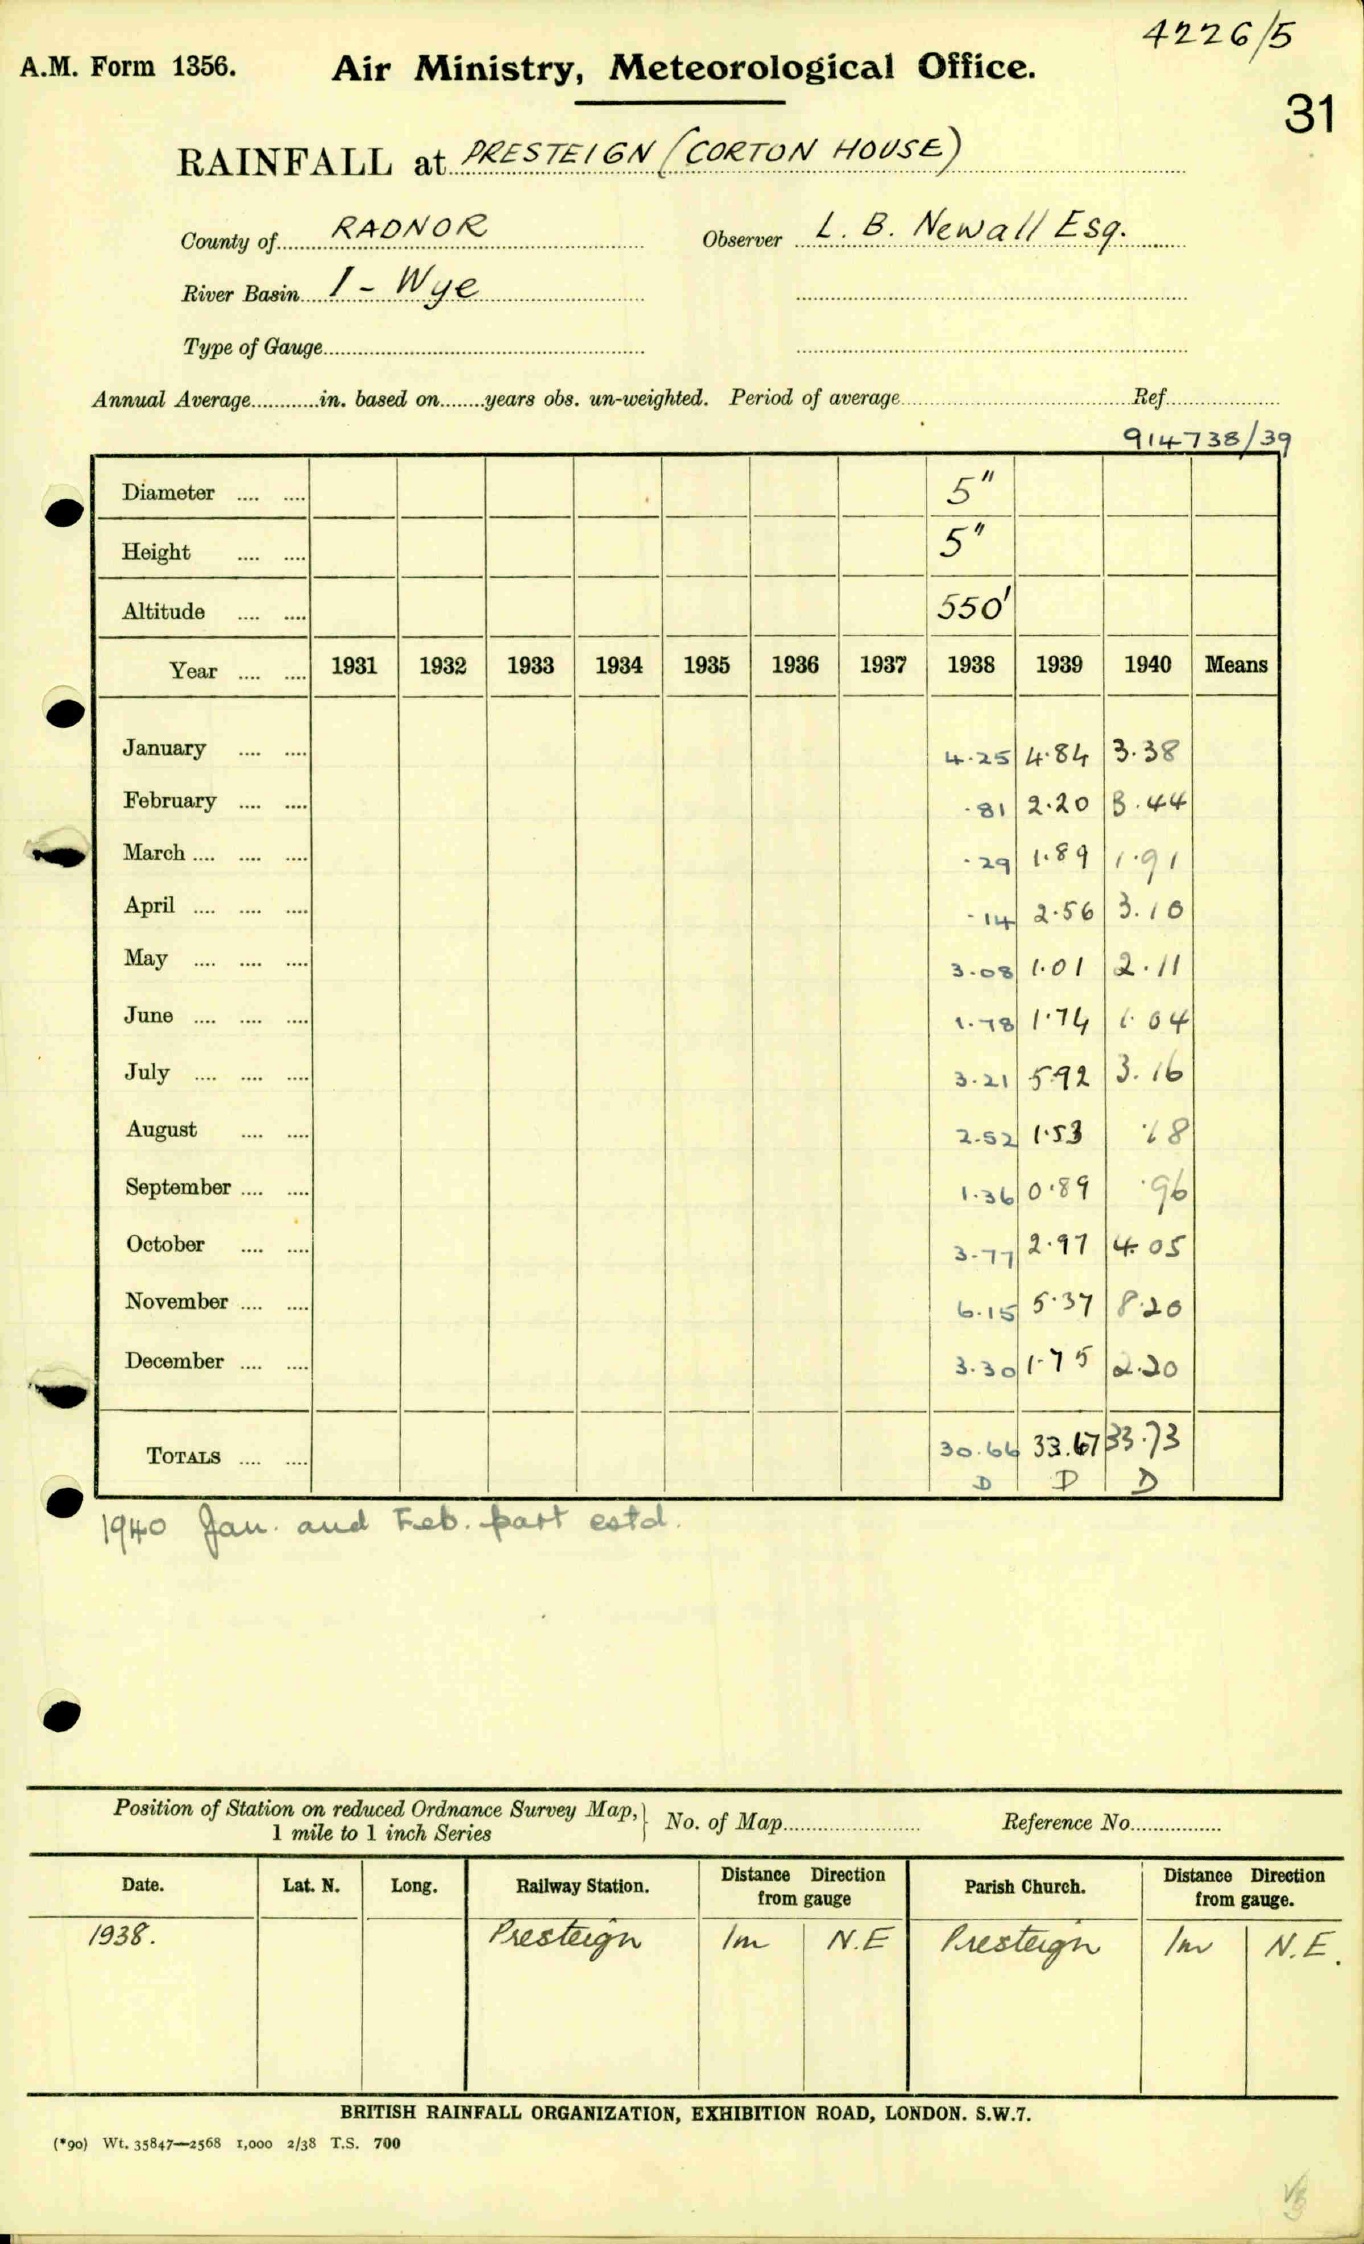 4226/5
A.M. Form 1356. Air Ministry, Meteorological Office.
31
RAINFALL at PRESTEIGN (CORTON HOUSE)
County of RADNOR Observer L. B. Newall Esq.
River Basin I - Wye
Type of Gauge
Annual Average............in. based on........years obs. un-weighted. Period of average Ref
914738/39
Diameter .... .... 5"
Height .... .... 5"
Altitude .... .... 550'
Year .... .... 1931 1932 1933 1934 1935 1936 1937 1938 1939 1940 Means
January .... .... 4.25 4.84 3.38
February .... .... .81 2.20 3.44
March .... .... .... .29 1.89 1.91
April .... .... .... .14 2.56 3.10
May .... .... .... 3.08 1.01 2.11
June .... .... .... 1.78 1.74 1.04
July .... .... .... 3.21 5.92 3.16
August .... .... 2.52 1.53 .18
September .... .... 1.36 0.89 .96
October .... .... 3.77 2.97 4.05
November .... .... 6.15 5.37 8.20
December .... .... 3.30 1.75 2.20
TOTALS .... .... 30.66 33.67 33.73
D D D
1940 Jan. and Feb. part estd.
Position of Station on reduced Ordnance Survey Map, 1 mile to 1 inch Series No. of Map Reference No.
Date. Lat. N. Long. Railway Station. Distance Direction from gauge Parish Church. Distance Direction from gauge.
1938. Presteign 1m N.E Presteign 1m N.E.
BRITISH RAINFALL ORGANIZATION, EXHIBITION ROAD, LONDON. S.W.7.
(*90) Wt. 35847—2568 1,000 2/38 T.S. 700